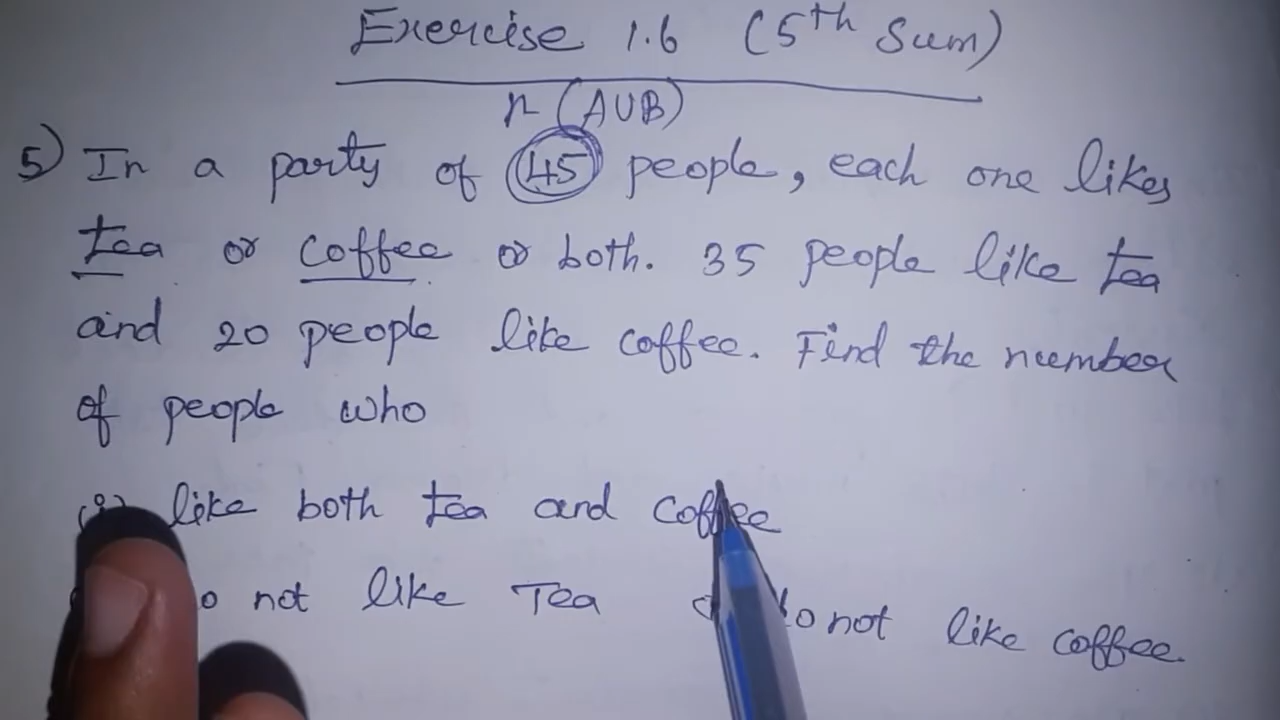 Exercise 1.6 (5th Sum)
n(AUB)
5) In a party of 45 people, each one likes
tea or coffee or both. 35 people like tea
and 20 people like coffee. Find the number
of people who
(i) like both tea and coffee
not like Tea not like coffee.